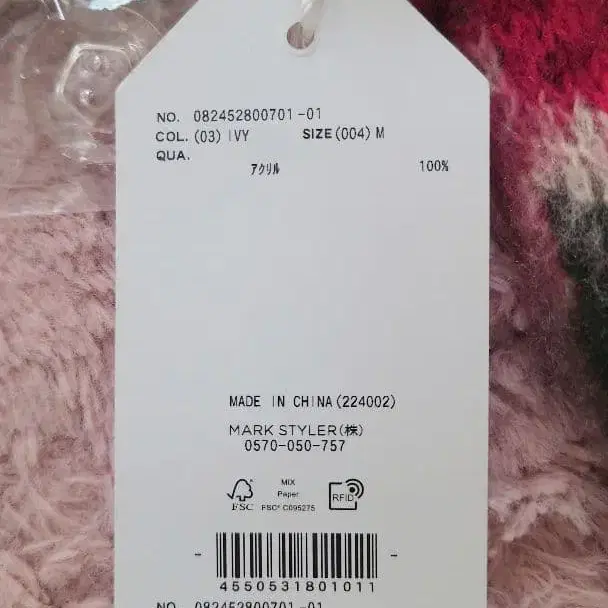 NO. 082452800701-01
COL. (03) IVY SIZE (004) M
QUA.
アクリル 100%
MADE IN CHINA (224002)
MARK STYLER(株)
0570-050-757
FSC
MIX
Paper
FSC® C095275
RFID
4550531801011
NO. 082452800701-01